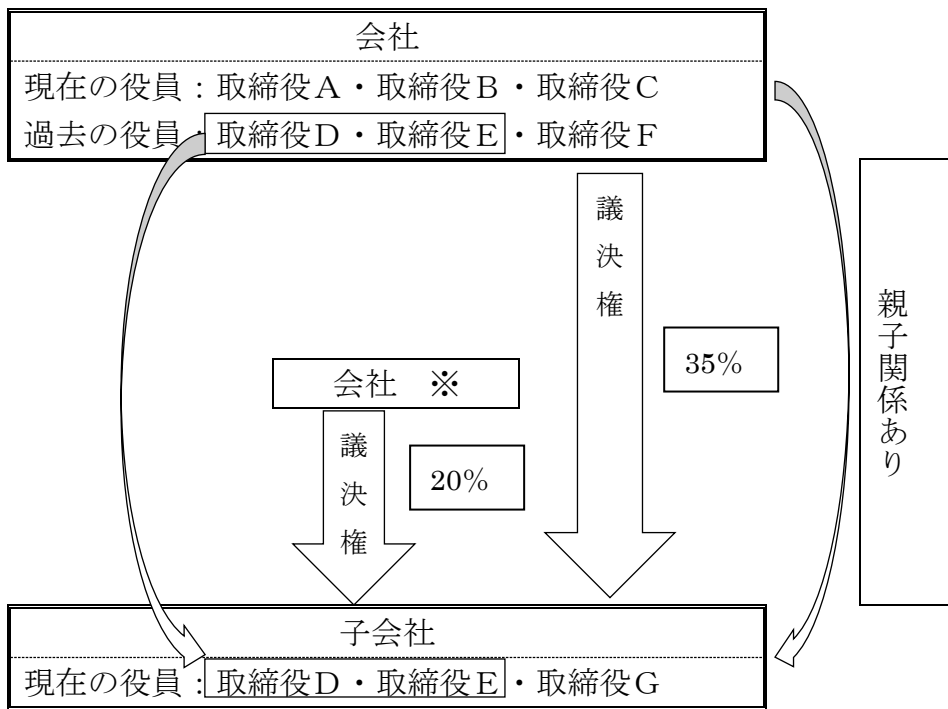 会社
現在の役員：取締役Ａ・取締役Ｂ・取締役Ｃ
過去の役員：取締役Ｄ・取締役Ｅ・取締役Ｆ
議決権
35%
親子関係あり
会社　※
議決権
20%
子会社
現在の役員：取締役Ｄ・取締役Ｅ・取締役Ｇ